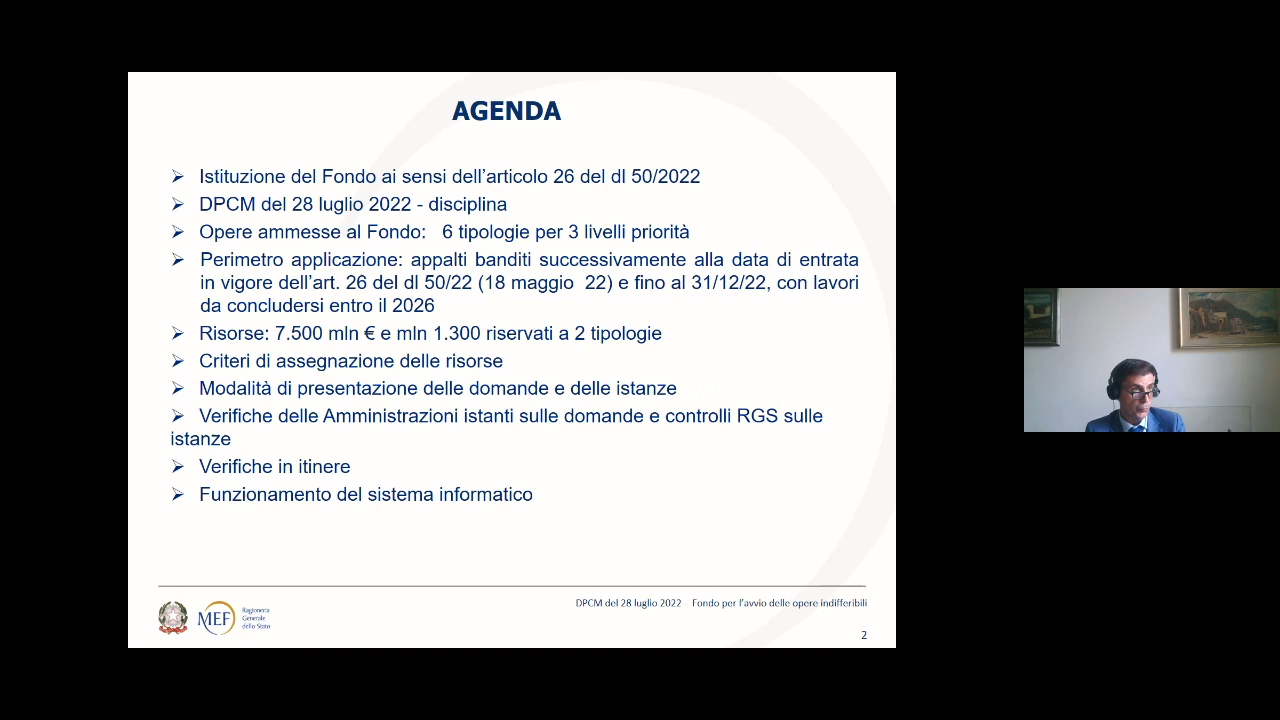 AGENDA
➢ Istituzione del Fondo ai sensi dell'articolo 26 del dl 50/2022
➢ DPCM del 28 luglio 2022 - disciplina
➢ Opere ammesse al Fondo: 6 tipologie per 3 livelli priorità
➢ Perimetro applicazione: appalti banditi successivamente alla data di entrata
in vigore dell'art. 26 del dl 50/22 (18 maggio 22) e fino al 31/12/22, con lavori
da concludersi entro il 2026
➢ Risorse: 7.500 mln € e mln 1.300 riservati a 2 tipologie
➢ Criteri di assegnazione delle risorse
➢ Modalità di presentazione delle domande e delle istanze
➢ Verifiche delle Amministrazioni istanti sulle domande e controlli RGS sulle
istanze
➢ Verifiche in itinere
➢ Funzionamento del sistema informatico
MEF
Ragioneria
Generale
dello Stato
DPCM del 28 luglio 2022 - Fondo per l'avvio delle opere indifferibili
2